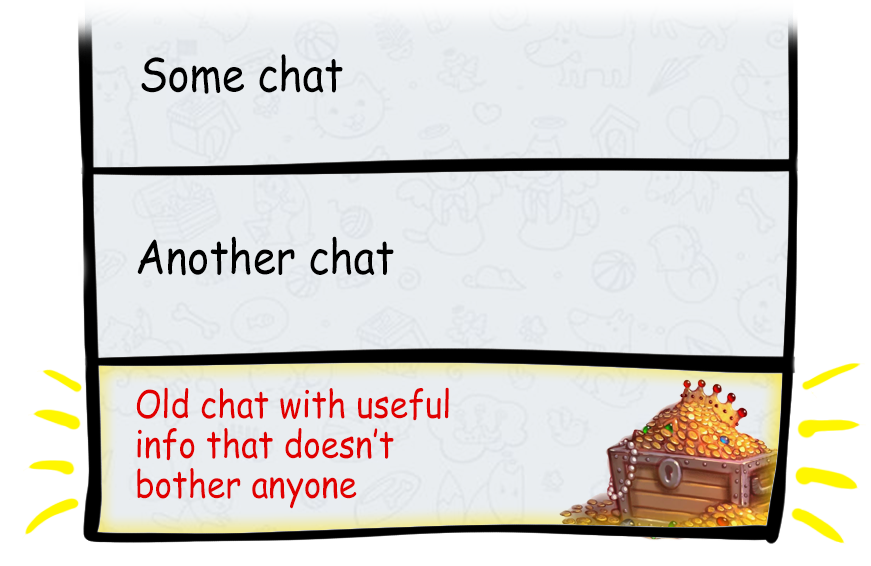 Some chat
Another chat
Old chat with useful
info that doesn't
bother anyone